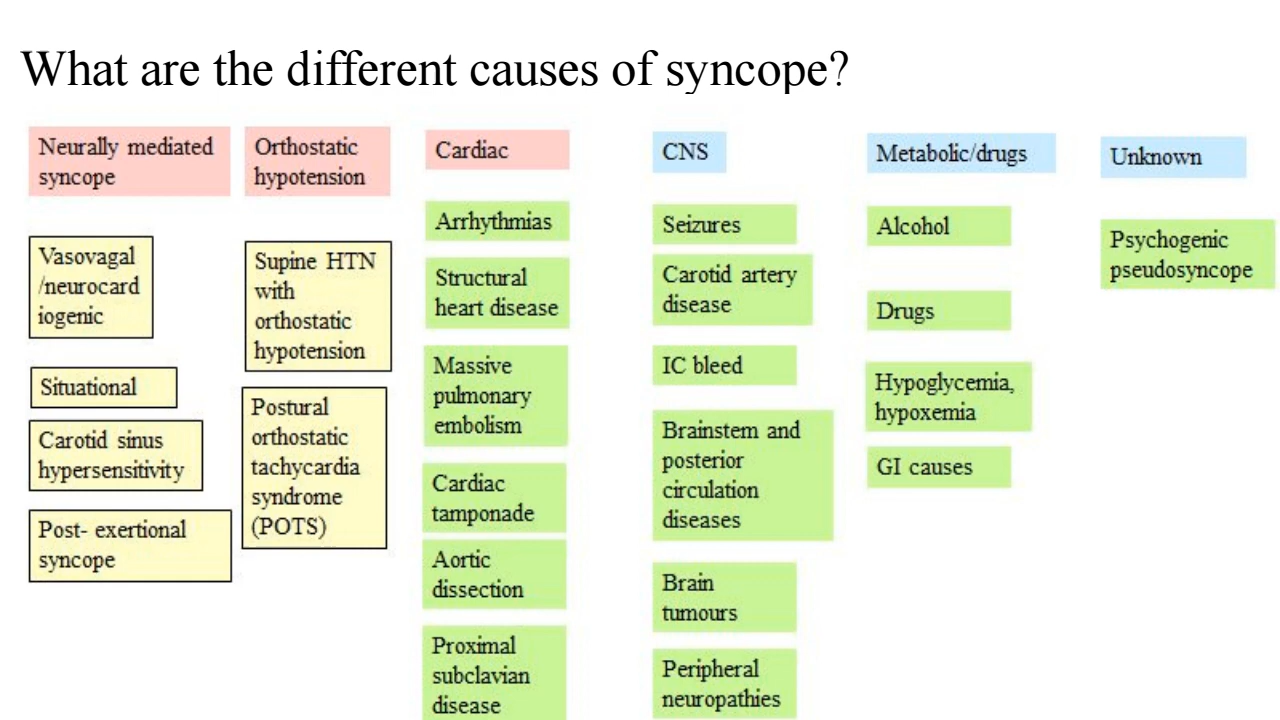 What are the different causes of syncope?
Neurally mediated
syncope
Vasovagal
/neurocard
iogenic
Situational
Carotid sinus
hypersensitivity
Post- exertional
syncope
Orthostatic
hypotension
Supine HTN
with
orthostatic
hypotension
Postural
orthostatic
tachycardia
syndrome
(POTS)
Cardiac
Arrhythmias
Structural
heart disease
Massive
pulmonary
embolism
Cardiac
tamponade
Aortic
dissection
Proximal
subclavian
disease
CNS
Seizures
Carotid artery
disease
IC bleed
Brainstem and
posterior
circulation
diseases
Brain
tumours
Peripheral
neuropathies
Metabolic/drugs
Alcohol
Drugs
Hypoglycemia,
hypoxemia
GI causes
Unknown
Psychogenic
pseudosyncope